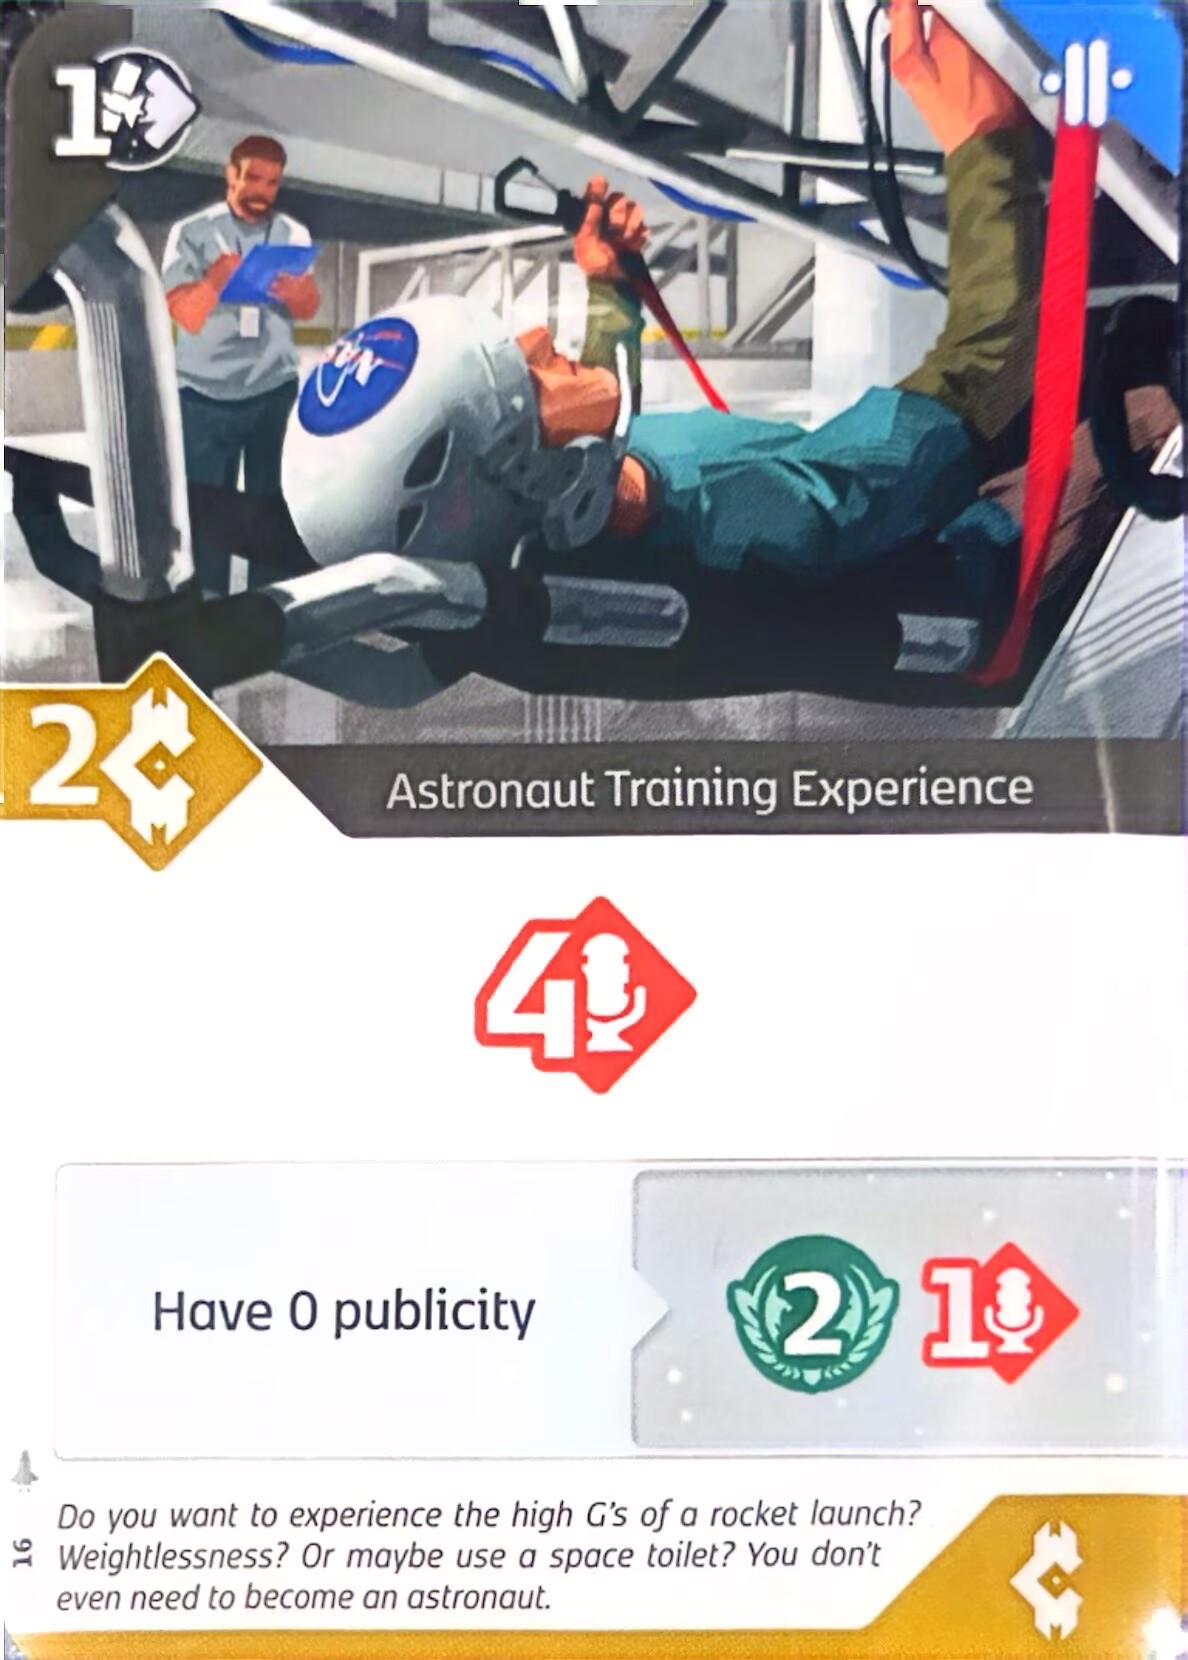 1
2
Astronaut Training Experience
4
Have 0 publicity
2 1
Do you want to experience the high G's of a rocket launch?
Weightlessness? Or maybe use a space toilet? You don't
even need to become an astronaut.
16